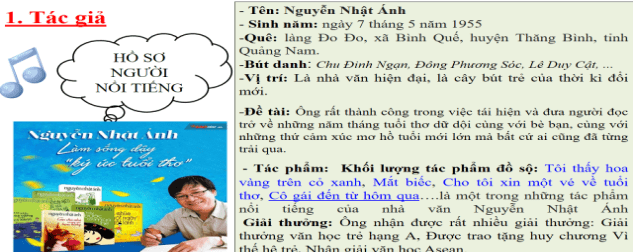 1. Tác giả
HỒ SƠ
NGƯỜI
NỔI TIẾNG
Nguyễn Nhật Ánh
Làm sống dậy
"ký ức tuổi thơ"
- Tên: Nguyễn Nhật Ánh
- Sinh năm: ngày 7 tháng 5 năm 1955
-Quê: làng Đo Đo, xã Bình Quế, huyện Thăng Bình, tỉnh
Quảng Nam.
-Bút danh: Chu Đình Ngạn, Đông Phương Sóc, Lê Duy Cật, ...
-Vị trí: Là nhà văn hiện đại, là cây bút trẻ của thời kì đổi
mới.
-Đề tài: Ông rất thành công trong việc tái hiện và đưa người đọc
trở về những năm tháng tuổi thơ dữ dội cùng với bè bạn, cùng với
những thứ cảm xúc mơ hồ tuổi mới lớn mà bất cứ ai cũng đã từng
trải qua.
- Tác phẩm: Khối lượng tác phẩm đồ sộ: Tôi thấy hoa
vàng trên cỏ xanh, Mắt biếc, Cho tôi xin một vé về tuổi
thơ, Cô gái đến từ hôm qua….là một trong những tác phẩm
nổi tiếng của nhà văn Nguyễn Nhật Ánh
Giải thưởng: Ông nhận được rất nhiều giải thưởng: Giải
thưởng văn học trẻ hạng A, Được trao tặng huy chương Vì
thế hệ trẻ, Nhận giải văn học Asean